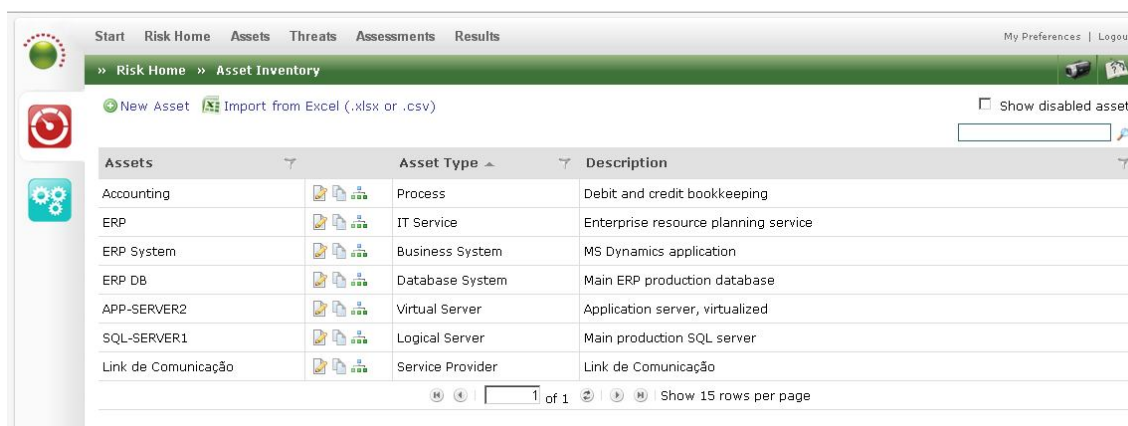 Start Risk Home Assets Threats Assessments Results My Preferences | Logou
» Risk Home » Asset Inventory
New Asset Import from Excel (.xlsx or .csv) Show disabled asset
Assets Asset Type Description
Accounting Process Debit and credit bookkeeping
ERP IT Service Enterprise resource planning service
ERP System Business System MS Dynamics application
ERP DB Database System Main ERP production database
APP-SERVER2 Virtual Server Application server, virtualized
SQL-SERVER1 Logical Server Main production SQL server
Link de Comunicação Service Provider Link de Comunicação
1 of 1 Show 15 rows per page